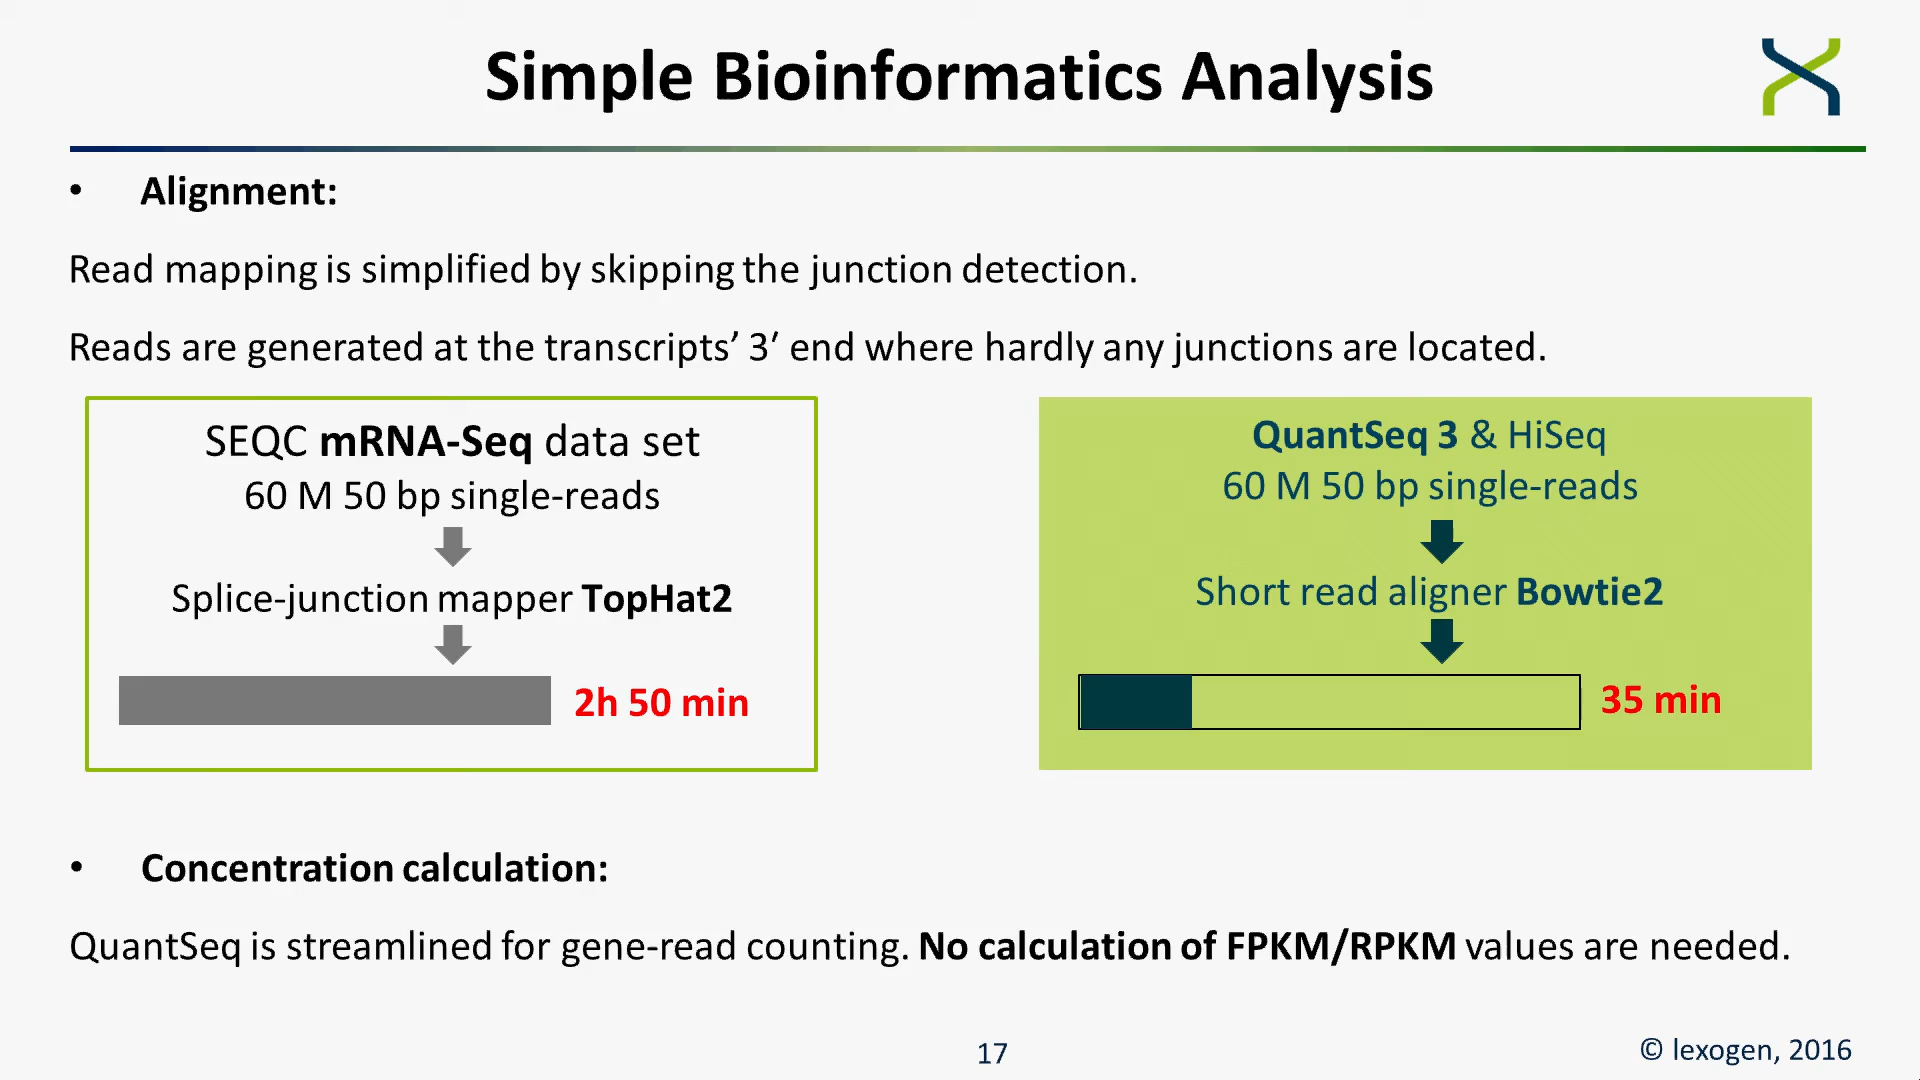 Simple Bioinformatics Analysis
• Alignment:
Read mapping is simplified by skipping the junction detection.
Reads are generated at the transcripts’ 3′ end where hardly any junctions are located.
SEQC mRNA-Seq data set
60 M 50 bp single-reads
Splice-junction mapper TopHat2
2h 50 min
QuantSeq 3 & HiSeq
60 M 50 bp single-reads
Short read aligner Bowtie2
35 min
• Concentration calculation:
QuantSeq is streamlined for gene-read counting. No calculation of FPKM/RPKM values are needed.
17
© lexogen, 2016